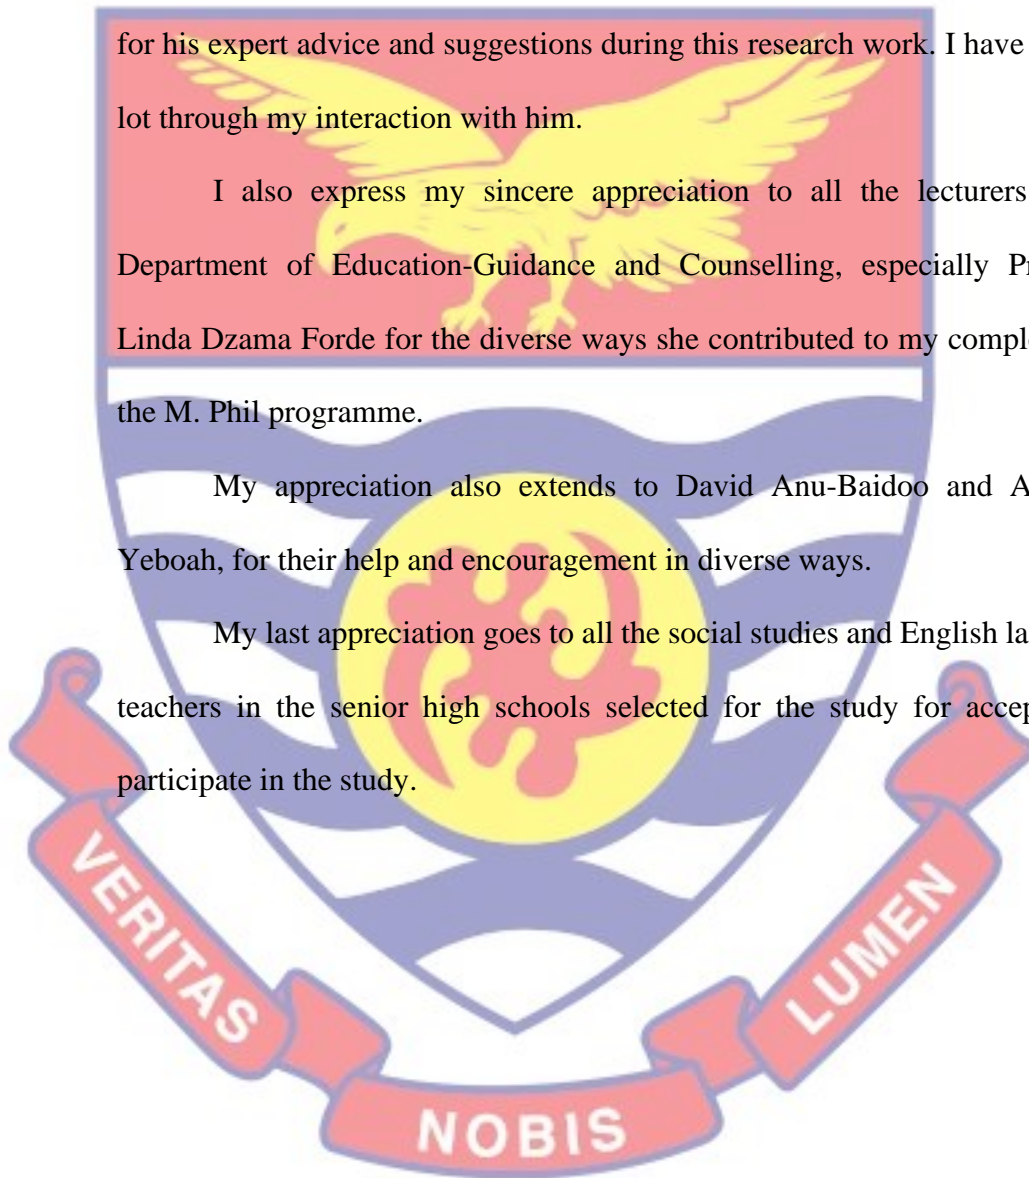 for his expert advice and suggestions during this research work. I have
lot through my interaction with him.
I also express my sincere appreciation to all the lecturers
Department of Education-Guidance and Counselling, especially Pr
Linda Dzama Forde for the diverse ways she contributed to my comple
the M. Phil programme.
My appreciation also extends to David Anu-Baidoo and A
Yeboah, for their help and encouragement in diverse ways.
My last appreciation goes to all the social studies and English la
teachers in the senior high schools selected for the study for accep
participate in the study.
VERITAS
NOBIS
LUMEN